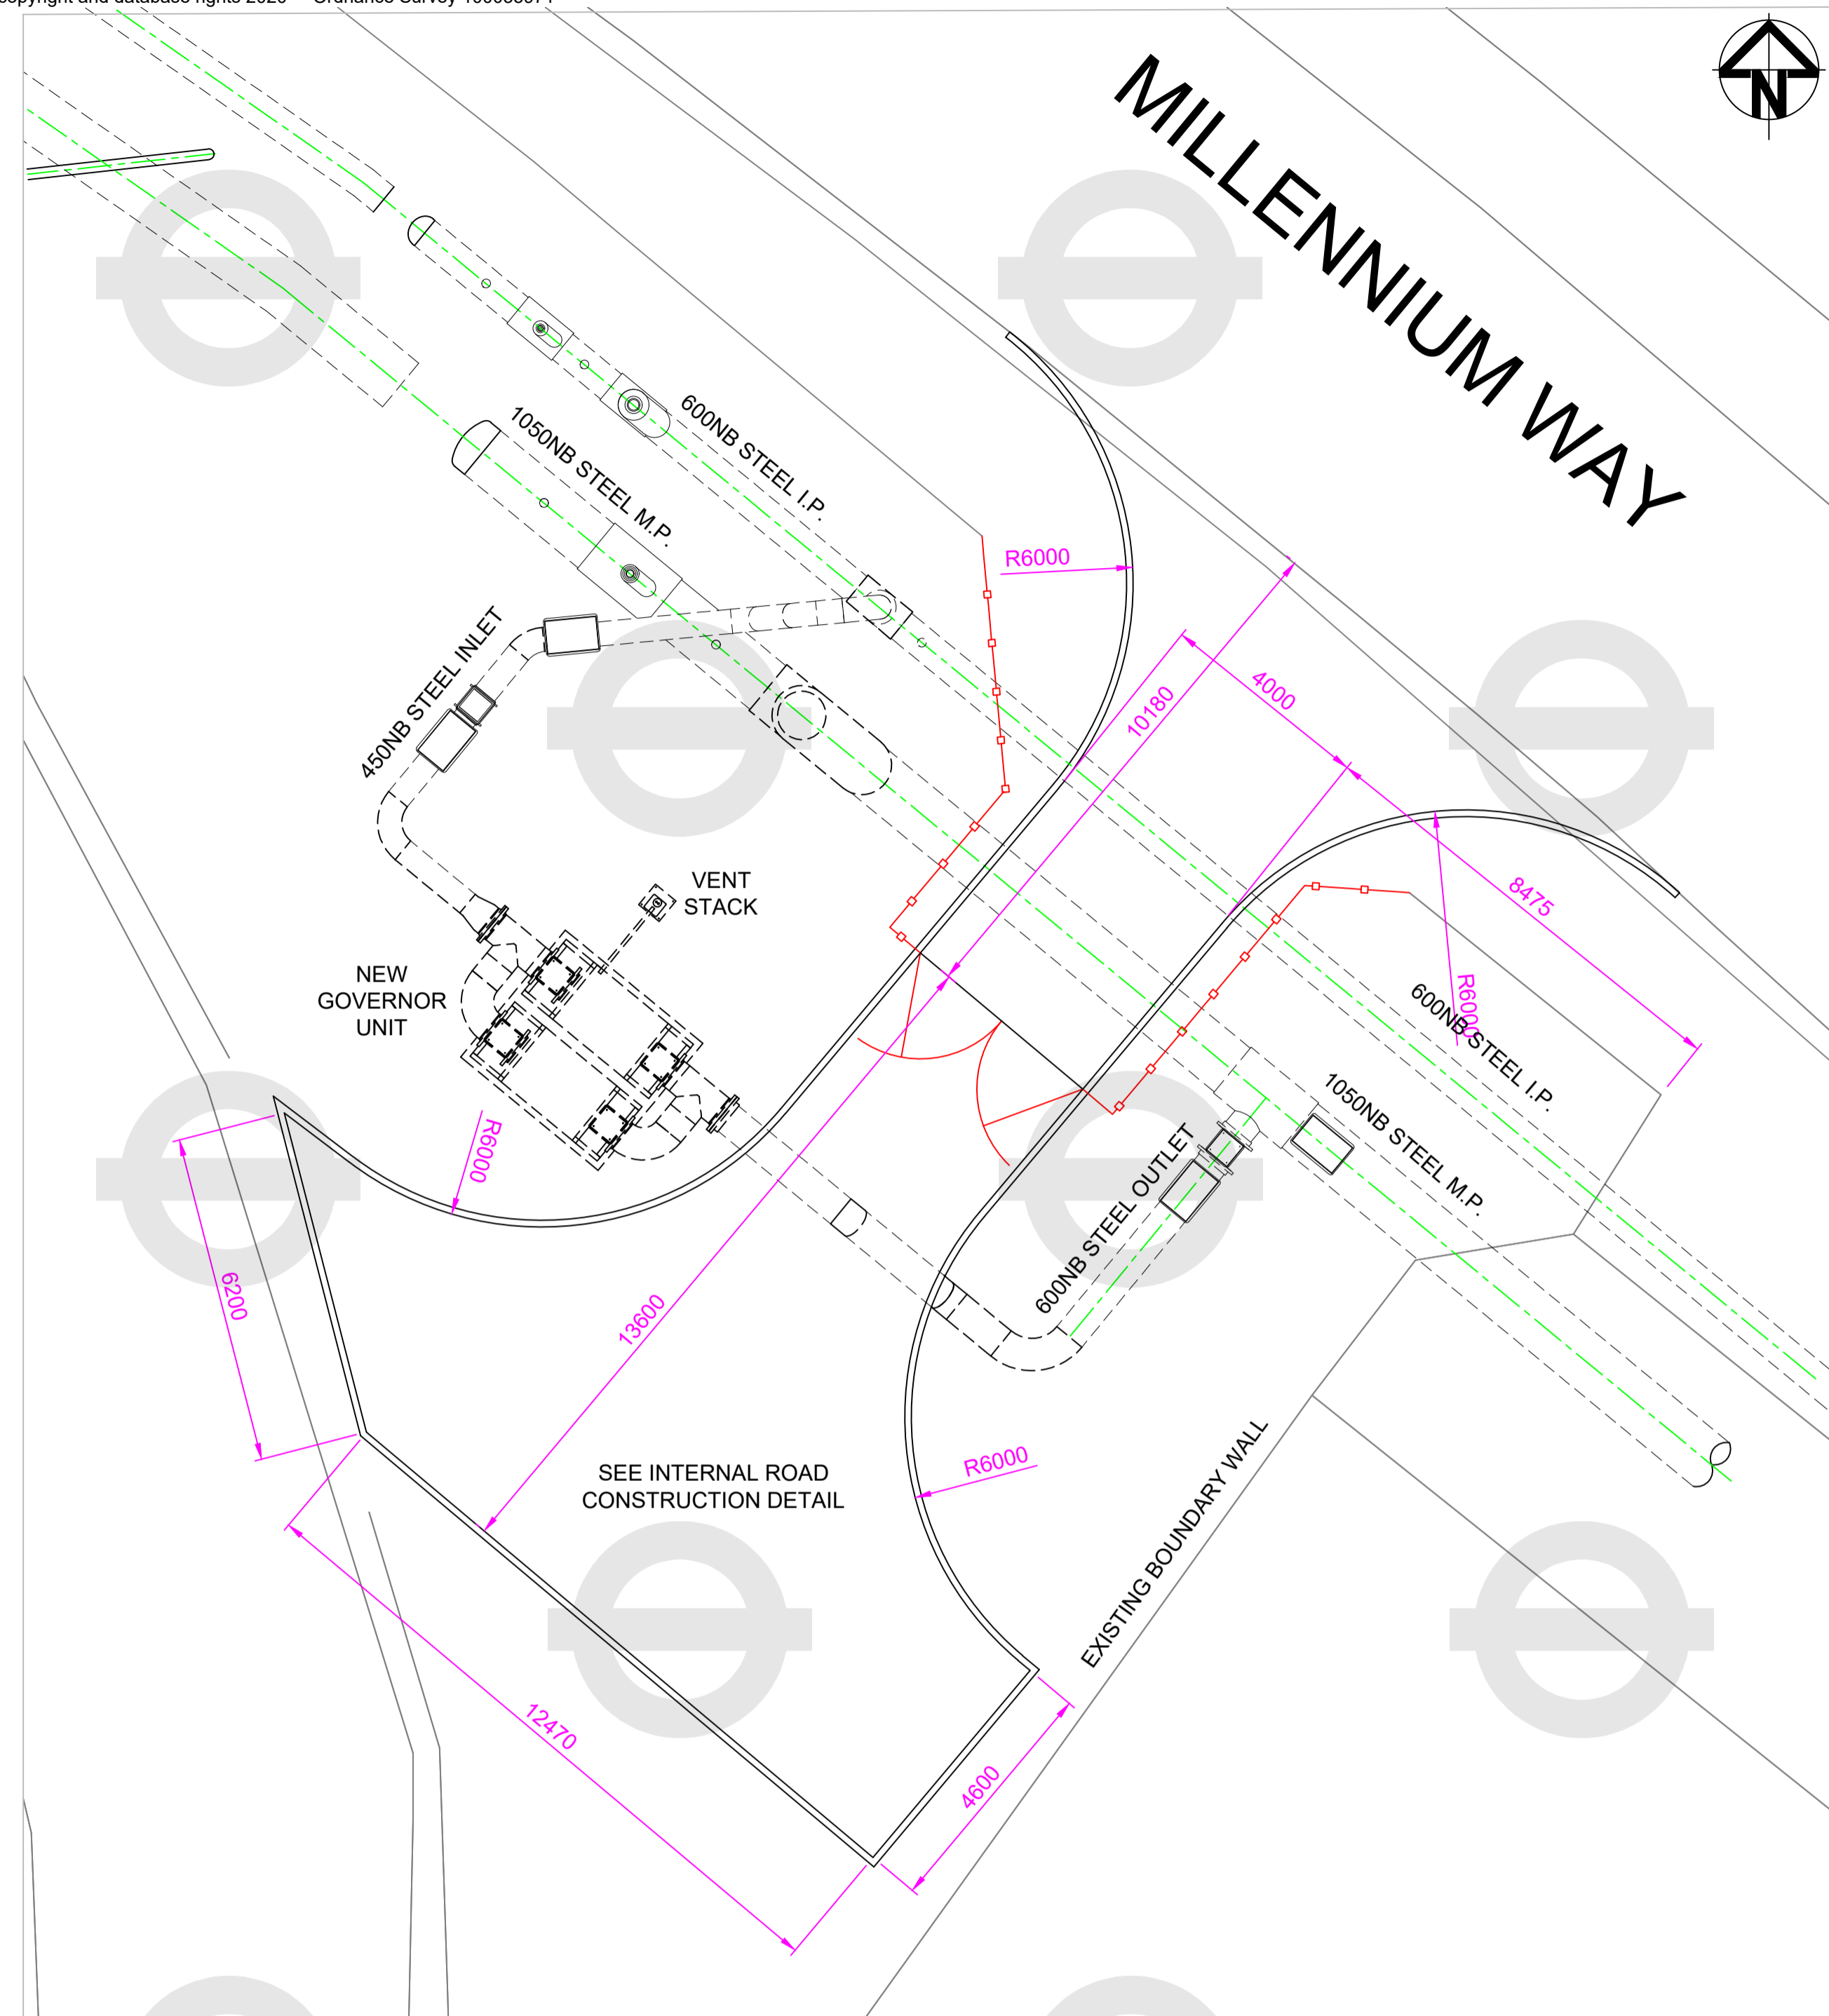 MILLENNIUM WAY
N
600NB STEEL I.P.
1050NB STEEL M.P.
R6000
450NB STEEL INLET
10180
4000
8475
VENT
STACK
NEW
GOVERNOR
UNIT
R6000
600NB STEEL I.P.
1050NB STEEL M.P.
600NB STEEL OUTLET
R6000
6200
13600
R6000
SEE INTERNAL ROAD
CONSTRUCTION DETAIL
EXISTING BOUNDARY WALL
12470
4600